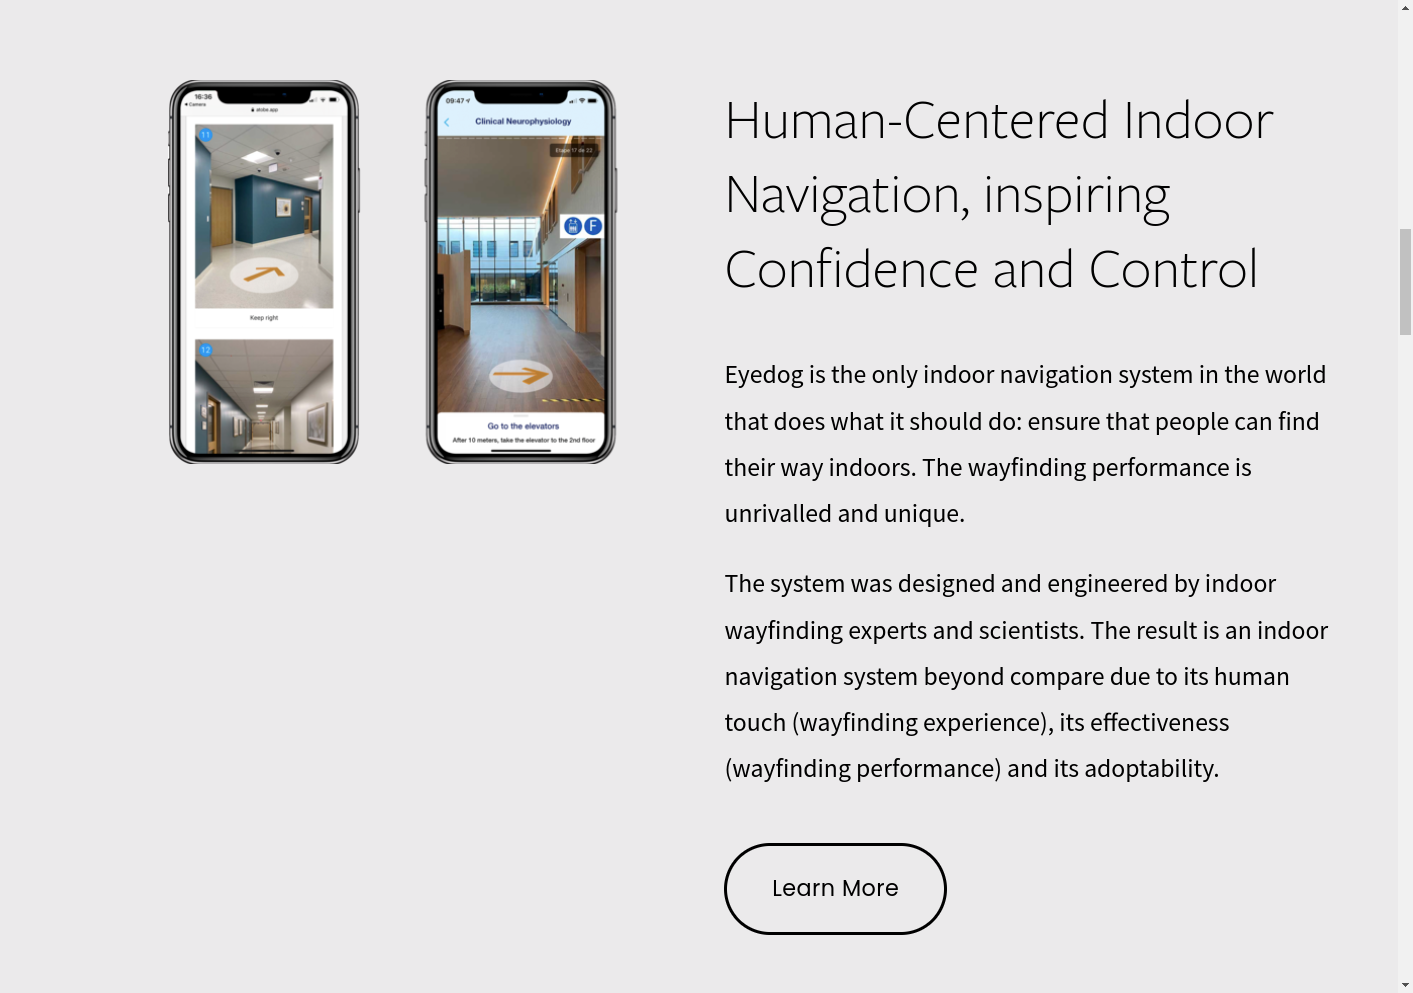 16:36
Camera
aloba.app
11
Keep right
12
09:47
Clinical Neurophysiology
Etape 17 de 22
F
Go to the elevators
After 10 meters, take the elevator to the 2nd floor
Human-Centered Indoor
Navigation, inspiring
Confidence and Control
Eyedog is the only indoor navigation system in the world
that does what it should do: ensure that people can find
their way indoors. The wayfinding performance is
unrivalled and unique.
The system was designed and engineered by indoor
wayfinding experts and scientists. The result is an indoor
navigation system beyond compare due to its human
touch (wayfinding experience), its effectiveness
(wayfinding performance) and its adoptability.
Learn More